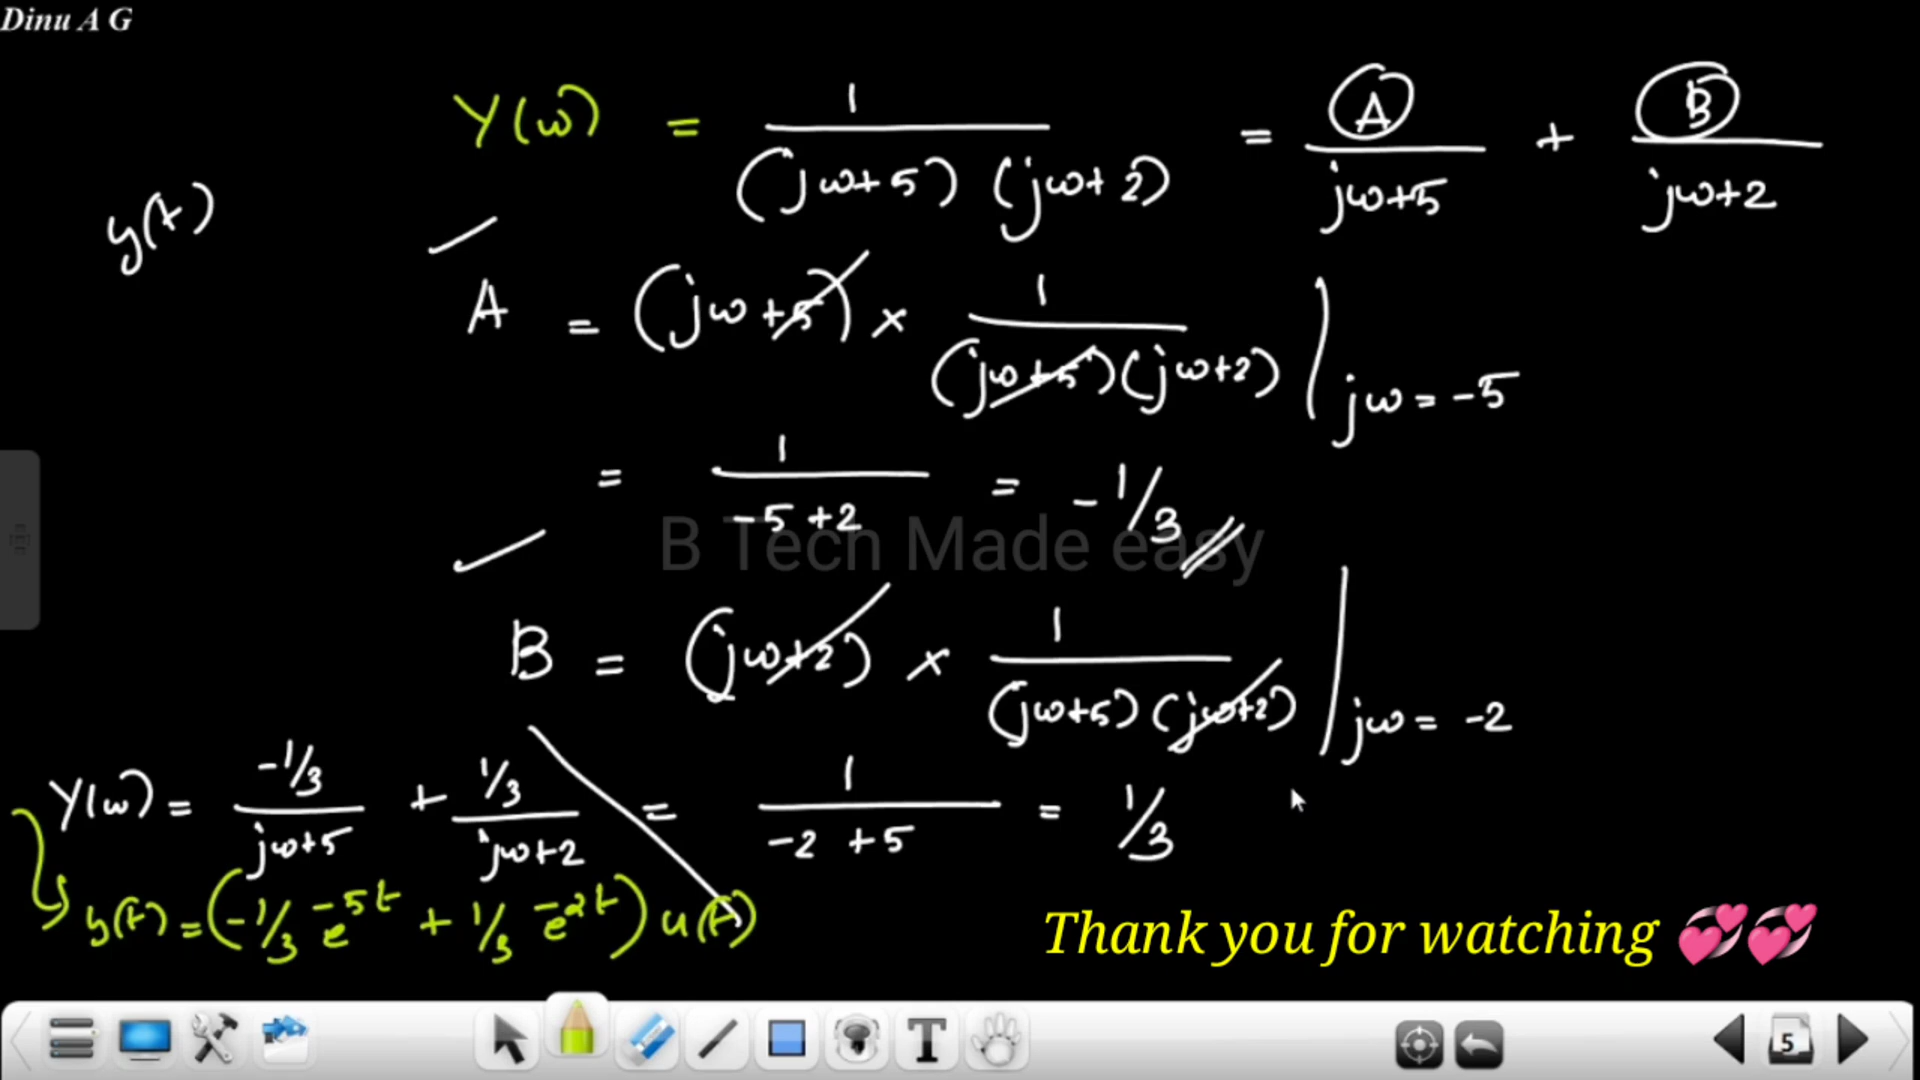 Dinu A G
Y(ω) = 1 / (jω+5) (jω+2) = A / jω+5 + B / jω+2
y(t)
A = (jω+5) × 1 / (jω+5)(jω+2) | jω = -5
= 1 / -5+2 = -1/3
B Tech Made easy
B = (jω+2) × 1 / (jω+5)(jω+2) | jω = -2
= 1 / -2+5 = 1/3
Y(ω) = -1/3 / jω+5 + 1/3 / jω+2
y(t) = (-1/3 e^-5t + 1/3 e^-2t) u(t)
Thank you for watching 💞💞
T
5